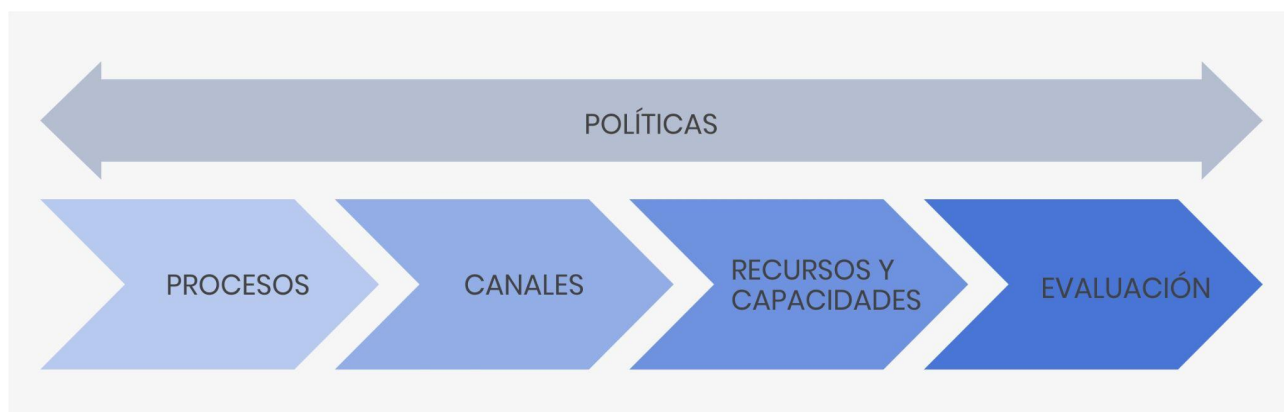 POLÍTICAS
PROCESOS
CANALES
RECURSOS Y
CAPACIDADES
EVALUACIÓN